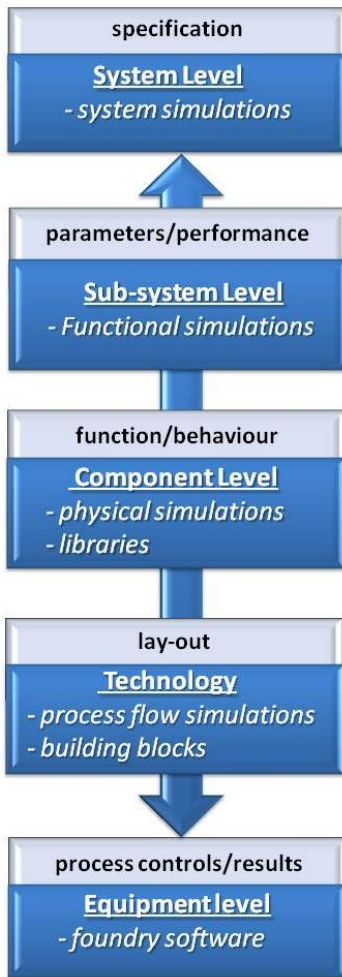 specification
System Level
- system simulations
parameters/performance
Sub-system Level
- Functional simulations
function/behaviour
Component Level
- physical simulations
- libraries
lay-out
Technology
- process flow simulations
- building blocks
process controls/results
Equipment level
- foundry software